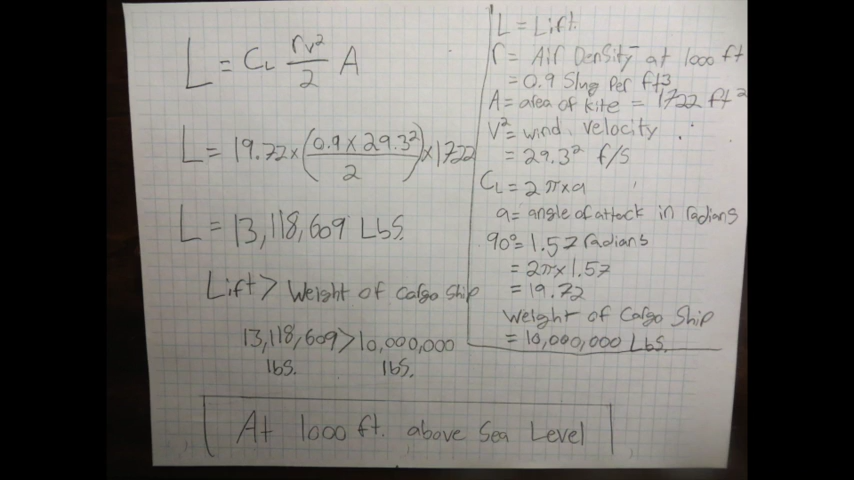 L = CL rv²/2 A
L = 19.72 x (0.9 x 29.3²/2) x 1722
L = 13,118,609 Lbs.
Lift > Weight of Cargo Ship
13,118,609 > 10,000,000
lbs. lbs.
At 1000 ft. above Sea Level
L = Lift.
r = Air Density at 1000 ft
= 0.9 Slug Per ft3
A = area of kite = 1722 ft²
V² = wind velocity
= 29.3² f/s
CL = 2π x a
a = angle of attack in radians
90° = 1.57 radians
= 2π x 1.57
= 19.72
Weight of Cargo Ship
= 10,000,000 Lbs.